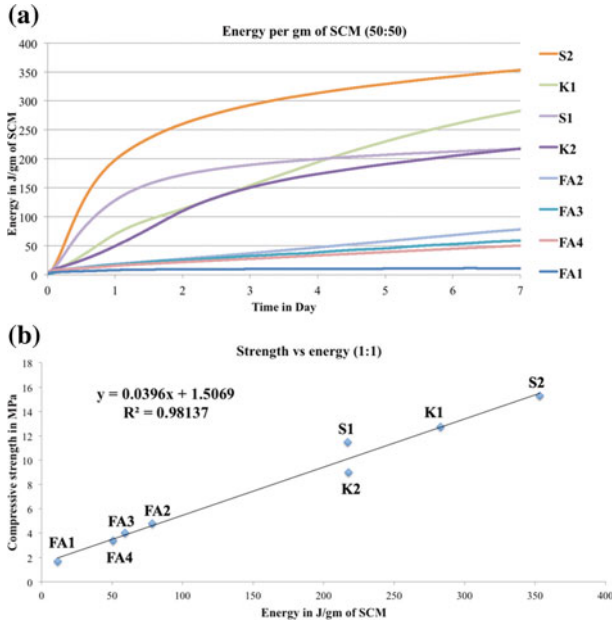 (a)
Energy per gm of SCM (50:50)
Energy in J/gm of SCM
400
350
300
250
200
150
100
50
0
0 1 2 3 4 5 6 7
Time in Day
S2
K1
S1
K2
FA2
FA3
FA4
FA1
(b)
Strength vs energy (1:1)
Compressive strength in MPa
18
16
14
12
10
8
6
4
2
0
y = 0.0396x + 1.5069
R² = 0.98137
S2
K1
S1
K2
FA3 FA2
FA1
FA4
0 50 100 150 200 250 300 350 400
Energy in J/gm of SCM